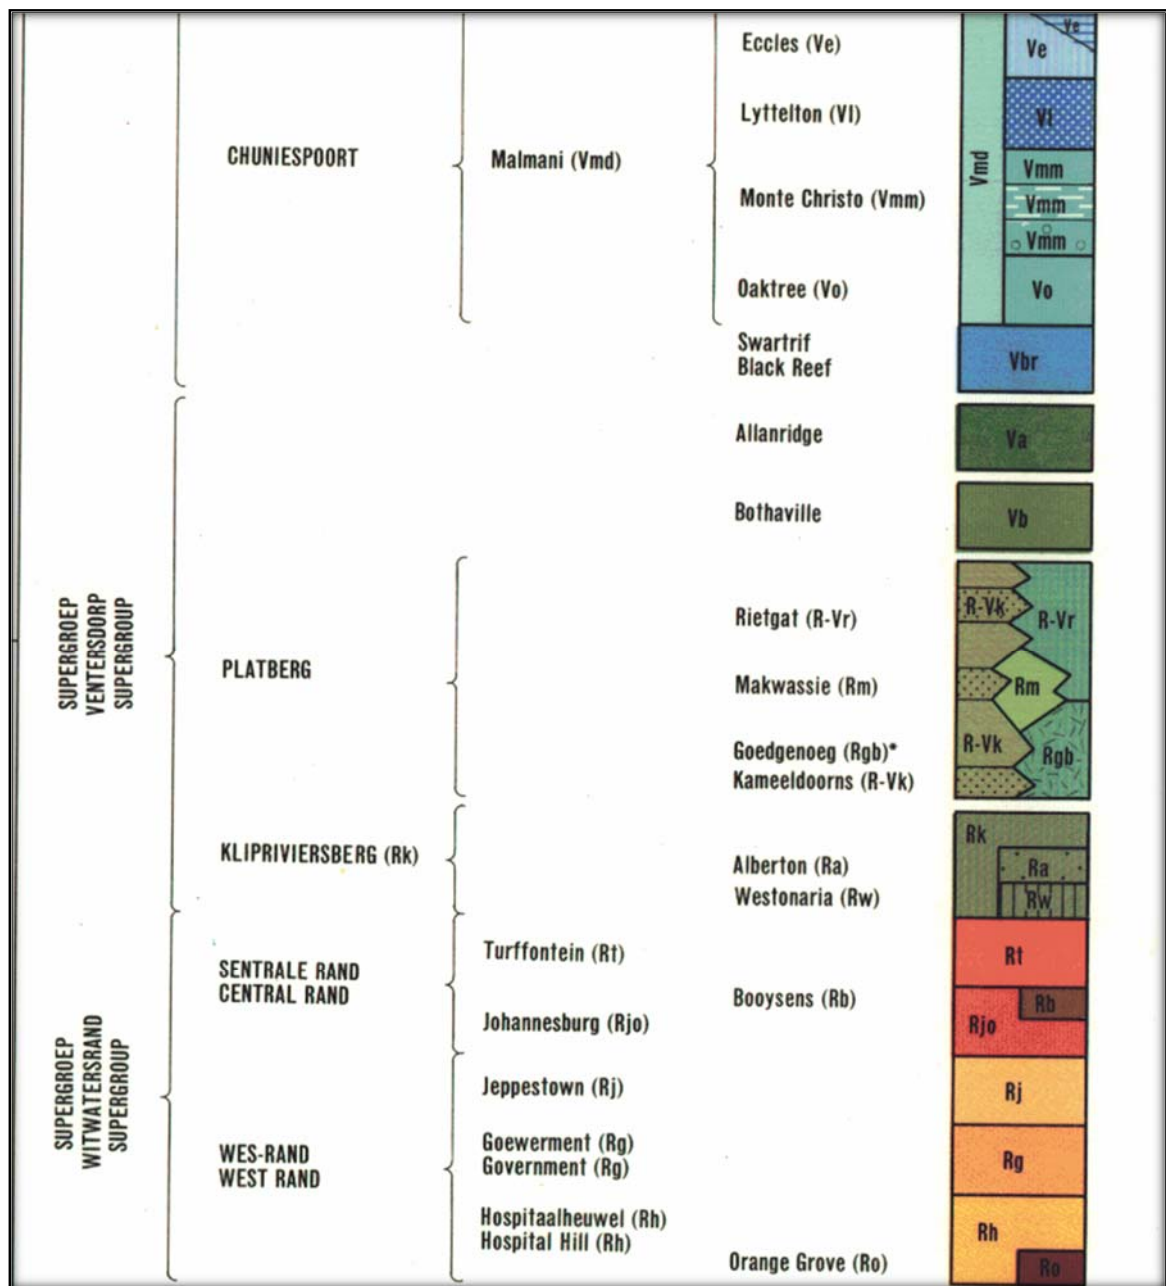 Eccles (Ve)
Ve
Ve
Lyttelton (Vl)
Vl
CHUNIESPOORT
Malmani (Vmd)
Vmd
Vmm
Monte Christo (Vmm)
Vmm
Vmm
Oaktree (Vo)
Vo
Swartrif
Black Reef
Vbr
Allanridge
Va
Bothaville
Vb
SUPERGROEP
VENTERSDORP
SUPERGROUP
PLATBERG
Rietgat (R-Vr)
R-Vk
R-Vr
Makwassie (Rm)
Rm
Goedgenoeg (Rgb)*
Kameeldoorns (R-Vk)
R-Vk
Rgb
KLIPRIVIERSBERG (Rk)
Rk
Alberton (Ra)
Ra
Westonaria (Rw)
Rw
SUPERGROEP
WITWATERSRAND
SUPERGROUP
SENTRALE RAND
CENTRAL RAND
Turffontein (Rt)
Rt
Booysens (Rb)
Rb
Johannesburg (Rjo)
Rjo
Jeppestown (Rj)
Rj
WES-RAND
WEST RAND
Goewerment (Rg)
Government (Rg)
Rg
Hospitaalheuwel (Rh)
Hospital Hill (Rh)
Rh
Orange Grove (Ro)
Ro